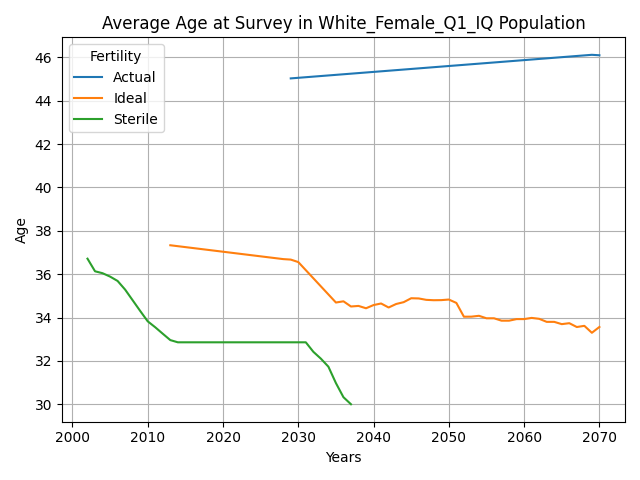 Average Age at Survey in White_Female_Q1_IQ Population
Fertility
Actual
Ideal
Sterile
46
44
42
40
38
36
34
32
30
Age
2000 2010 2020 2030 2040 2050 2060 2070
Years